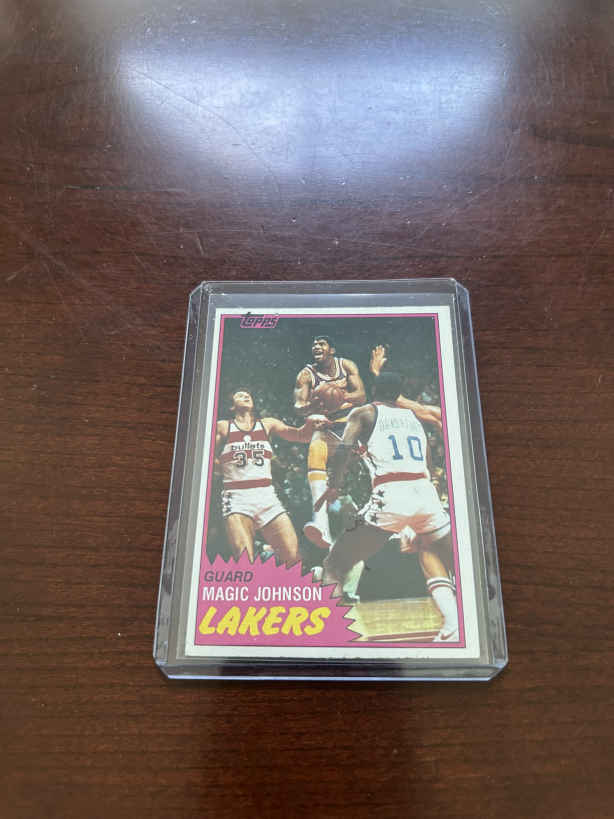 Topps
bullets
35
10
GUARD
MAGIC JOHNSON
LAKERS